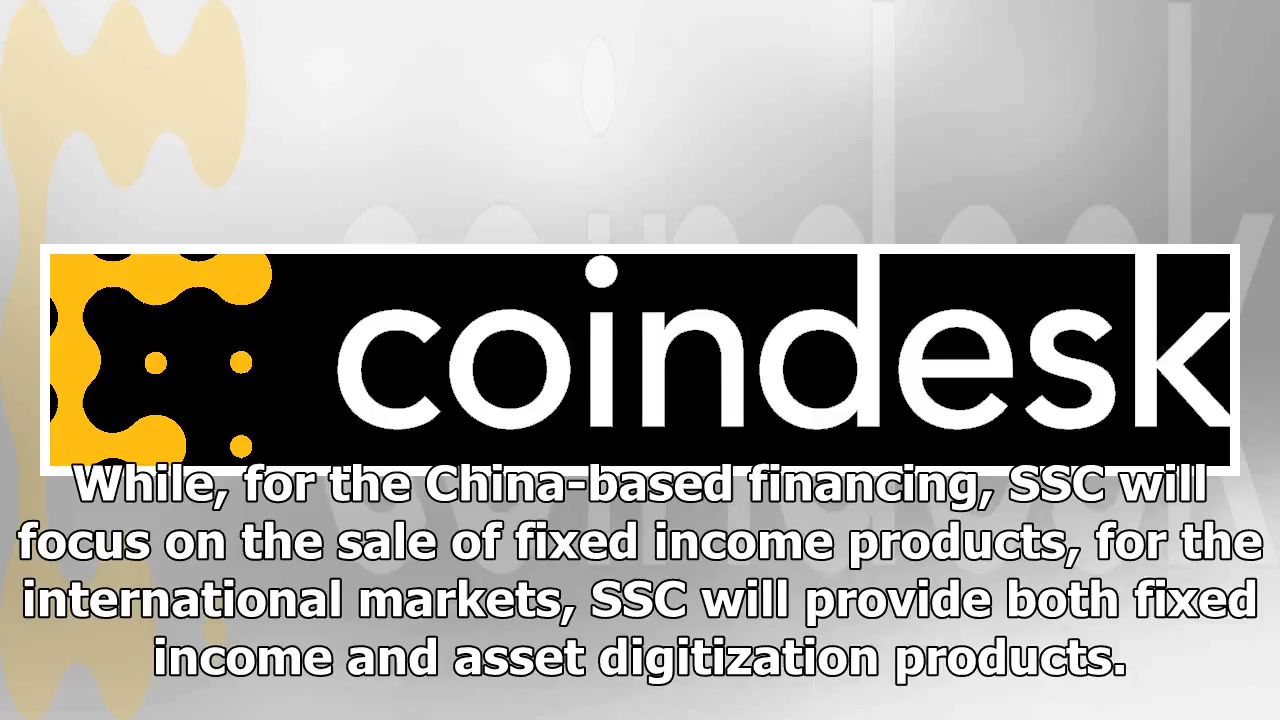 coindesk
While, for the China-based financing, SSC will
focus on the sale of fixed income products, for the
international markets, SSC will provide both fixed
income and asset digitization products.